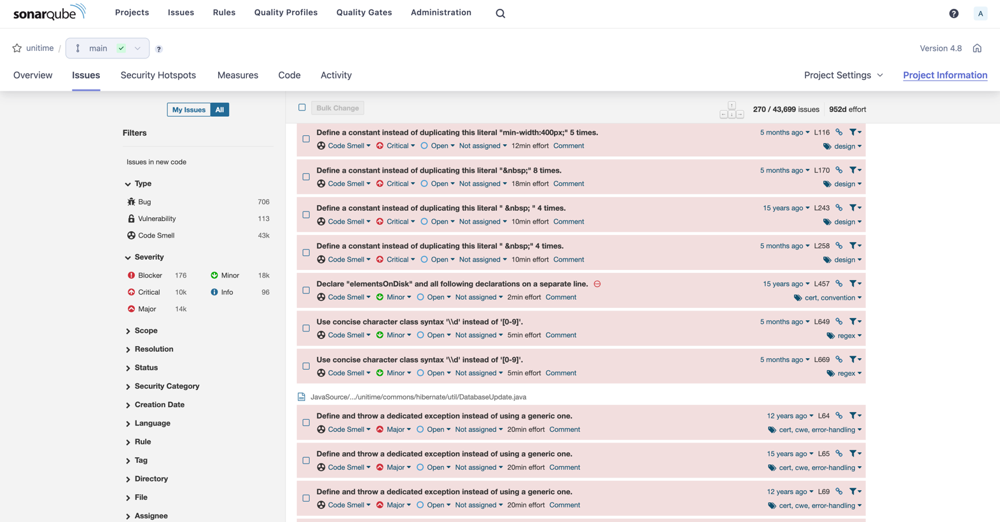 sonarqube
Projects Issues Rules Quality Profiles Quality Gates Administration
? A
unitime / main ?
Version 4.8
Overview Issues Security Hotspots Measures Code Activity
Project Settings Project Information
My Issues All
Filters
Issues in new code
Type
Bug 706
Vulnerability 113
Code Smell 43k
Severity
Blocker 176 Minor 18k
Critical 10k Info 96
Major 14k
Scope
Resolution
Status
Security Category
Creation Date
Language
Rule
Tag
Directory
File
Assignee
Bulk Change
↑
← ↓ →
270 / 43,699 issues 952d effort
Define a constant instead of duplicating this literal "min-width:400px;" 5 times. 5 months ago L116
Code Smell Critical Open Not assigned 12min effort Comment design
Define a constant instead of duplicating this literal "&nbsp;" 8 times. 5 months ago L170
Code Smell Critical Open Not assigned 18min effort Comment design
Define a constant instead of duplicating this literal " &nbsp; " 4 times. 15 years ago L243
Code Smell Critical Open Not assigned 10min effort Comment design
Define a constant instead of duplicating this literal " &nbsp;" 4 times. 5 months ago L258
Code Smell Critical Open Not assigned 10min effort Comment design
Declare "elementsOnDisk" and all following declarations on a separate line. 15 years ago L457
Code Smell Minor Open Not assigned 2min effort Comment cert, convention
Use concise character class syntax '\\d' instead of '[0-9]'. 5 months ago L649
Code Smell Minor Open Not assigned 5min effort Comment regex
Use concise character class syntax '\\d' instead of '[0-9]'. 5 months ago L669
Code Smell Minor Open Not assigned 5min effort Comment regex
JavaSource/.../unitime/commons/hibernate/util/DatabaseUpdate.java
Define and throw a dedicated exception instead of using a generic one. 12 years ago L64
Code Smell Major Open Not assigned 20min effort Comment cert, cwe, error-handling
Define and throw a dedicated exception instead of using a generic one. 15 years ago L65
Code Smell Major Open Not assigned 20min effort Comment cert, cwe, error-handling
Define and throw a dedicated exception instead of using a generic one. 12 years ago L69
Code Smell Major Open Not assigned 20min effort Comment cert, cwe, error-handling